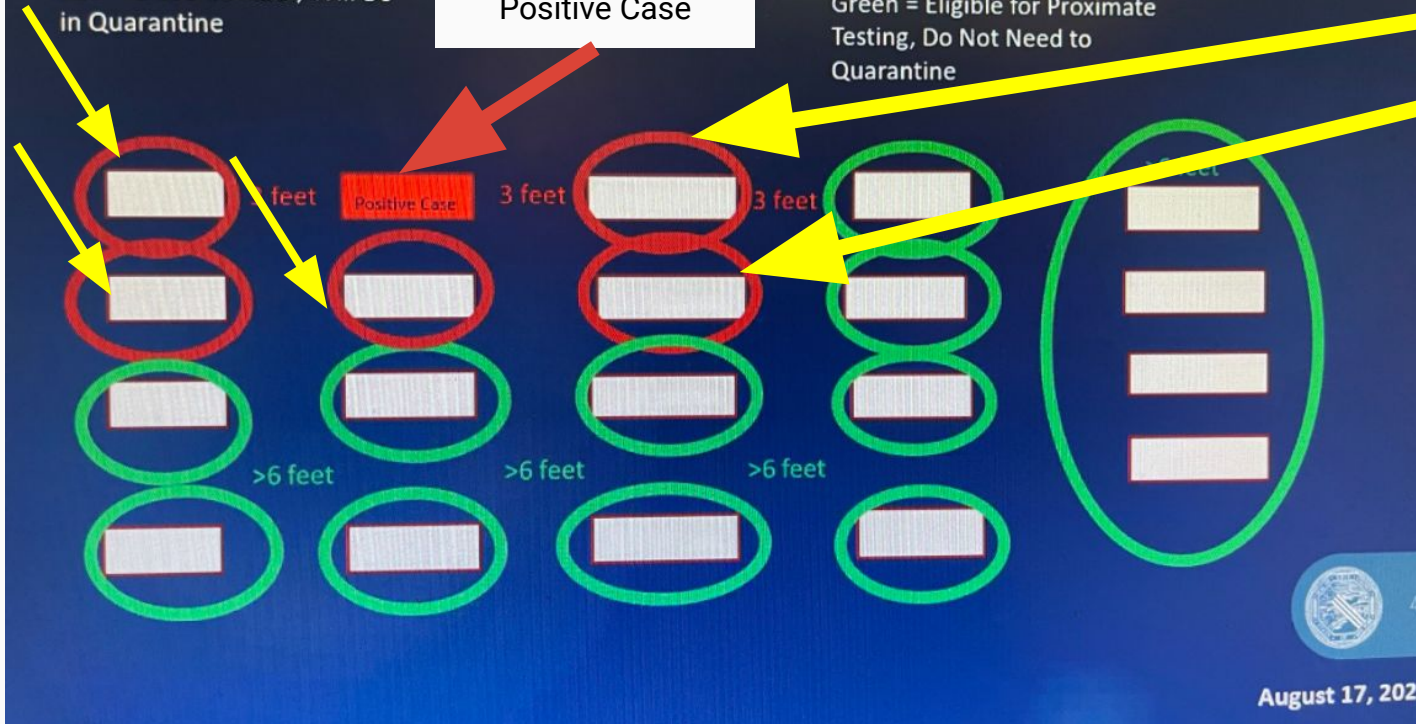 in Quarantine
Positive Case
Green = Eligible for Proximate
Testing, Do Not Need to
Quarantine
feet
Positive Case
3 feet
3 feet
>6 feet
>6 feet
>6 feet
August 17, 202